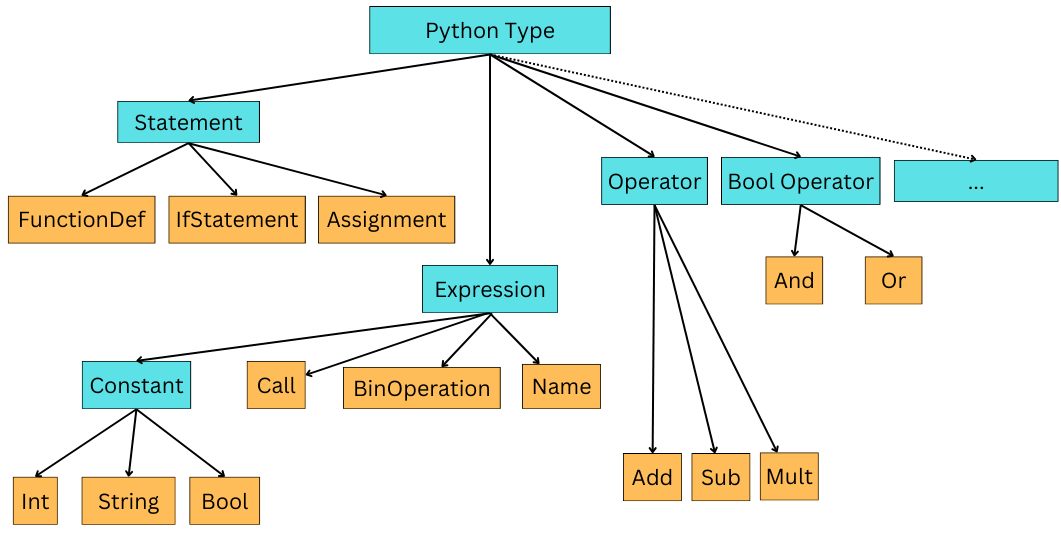 Python Type
Statement
Operator
Bool Operator
...
FunctionDef
IfStatement
Assignment
And
Or
Expression
Constant
Call
BinOperation
Name
Add
Sub
Mult
Int
String
Bool